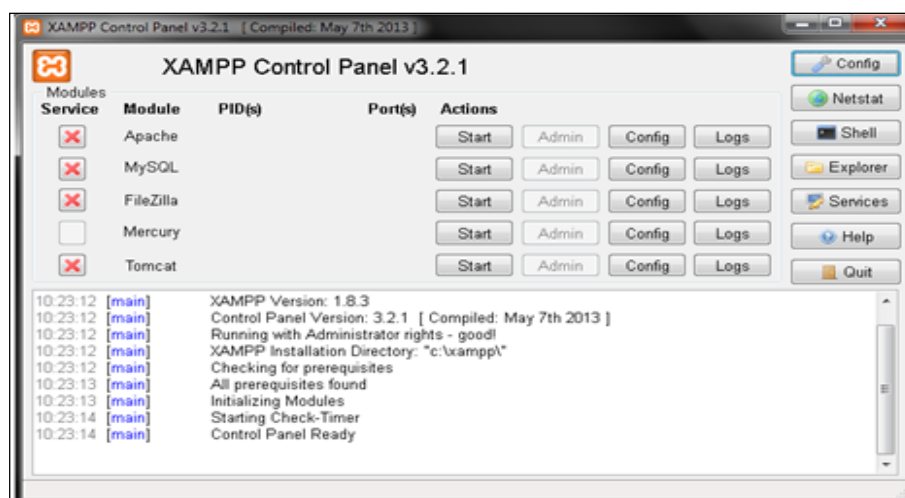 XAMPP Control Panel v3.2.1 [ Compiled: May 7th 2013 ]
XAMPP Control Panel v3.2.1
Config
Modules
Service Module PID(s) Port(s) Actions
Netstat
Apache Start Admin Config Logs
Shell
MySQL Start Admin Config Logs
Explorer
FileZilla Start Admin Config Logs
Services
Mercury Start Admin Config Logs
Help
Tomcat Start Admin Config Logs
Quit
10:23:12 [main] XAMPP Version: 1.8.3
10:23:12 [main] Control Panel Version: 3.2.1 [ Compiled: May 7th 2013 ]
10:23:12 [main] Running with Administrator rights - good!
10:23:12 [main] XAMPP Installation Directory: "c:\xampp\"
10:23:12 [main] Checking for prerequisites
10:23:13 [main] All prerequisites found
10:23:13 [main] Initializing Modules
10:23:14 [main] Starting Check-Timer
10:23:14 [main] Control Panel Ready